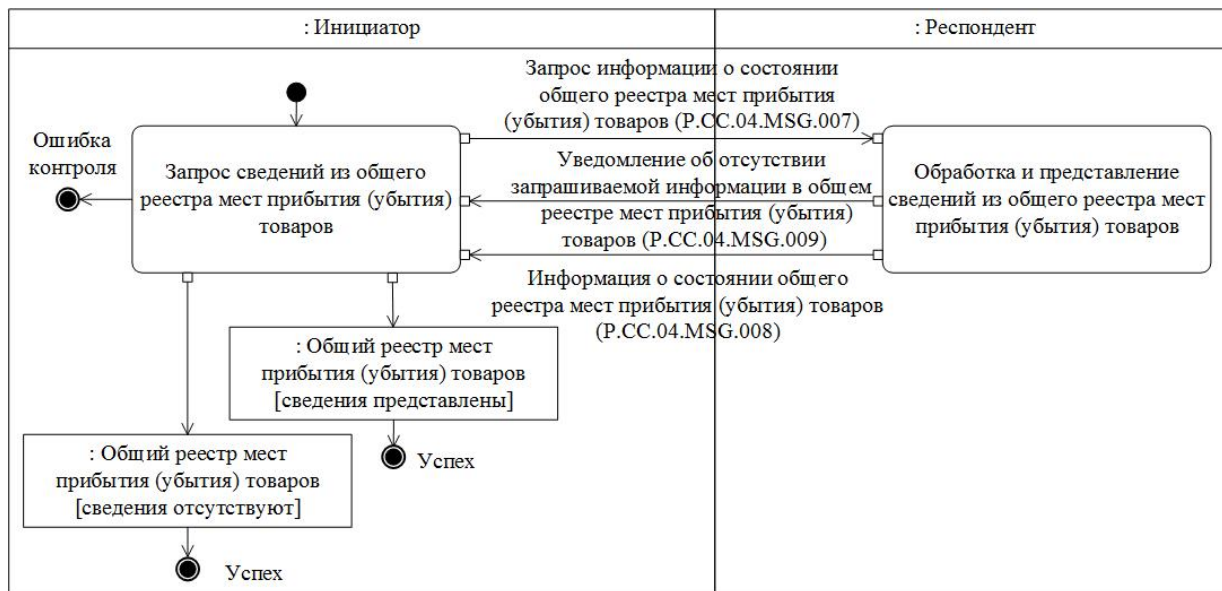 : Инициатор
: Респондент
Запрос информации о состоянии
общего реестра мест прибытия
(убытия) товаров (P.CC.04.MSG.007)
Ошибка
контроля
Запрос сведений из общего
реестра мест прибытия (убытия)
товаров
Уведомление об отсутствии
запрашиваемой информации в общем
реестре мест прибытия (убытия)
товаров (P.CC.04.MSG.009)
Обработка и представление
сведений из общего реестра мест
прибытия (убытия) товаров
Информация о состоянии общего
реестра мест прибытия (убытия) товаров
(P.CC.04.MSG.008)
: Общий реестр мест
прибытия (убытия) товаров
[сведения представлены]
Успех
: Общий реестр мест
прибытия (убытия) товаров
[сведения отсутствуют]
Успех